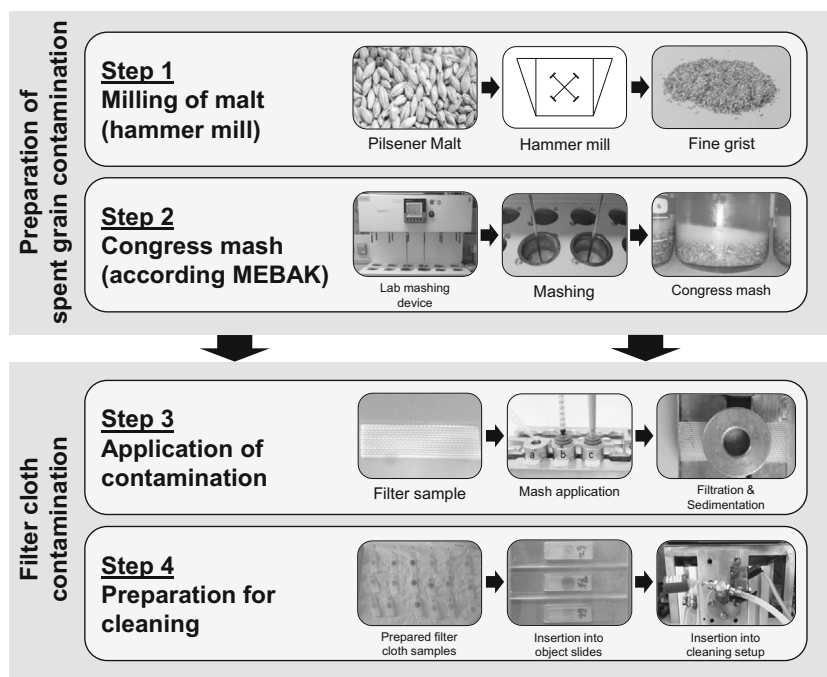 Preparation of
spent grain contamination
Step 1
Milling of malt
(hammer mill)
Pilsener Malt
Hammer mill
Fine grist
Step 2
Congress mash
(according MEBAK)
Lab mashing
device
Mashing
Congress mash
Filter cloth
contamination
Step 3
Application of
contamination
Filter sample
a b c
Mash application
Filtration &
Sedimentation
Step 4
Preparation for
cleaning
Prepared filter
cloth samples
Insertion into
object slides
Insertion into
cleaning setup